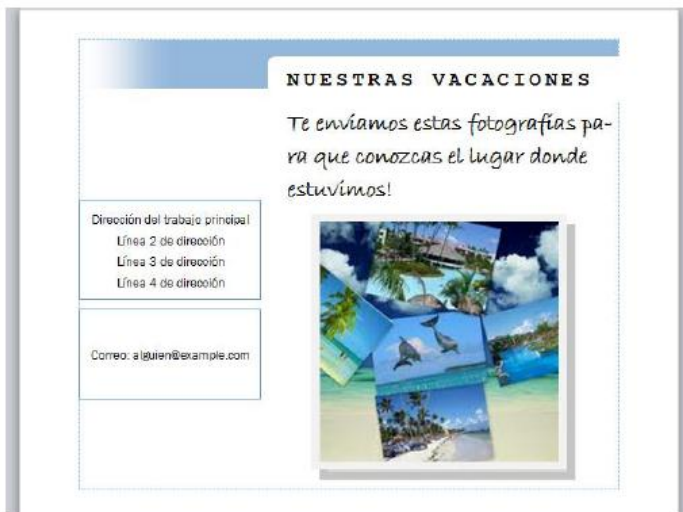 NUESTRAS VACACIONES
Te enviamos estas fotografías pa-
ra que conozcas el lugar donde
estuvimos!
Dirección del trabajo principal
Línea 2 de dirección
Línea 3 de dirección
Línea 4 de dirección
Correo: alguien@example.com